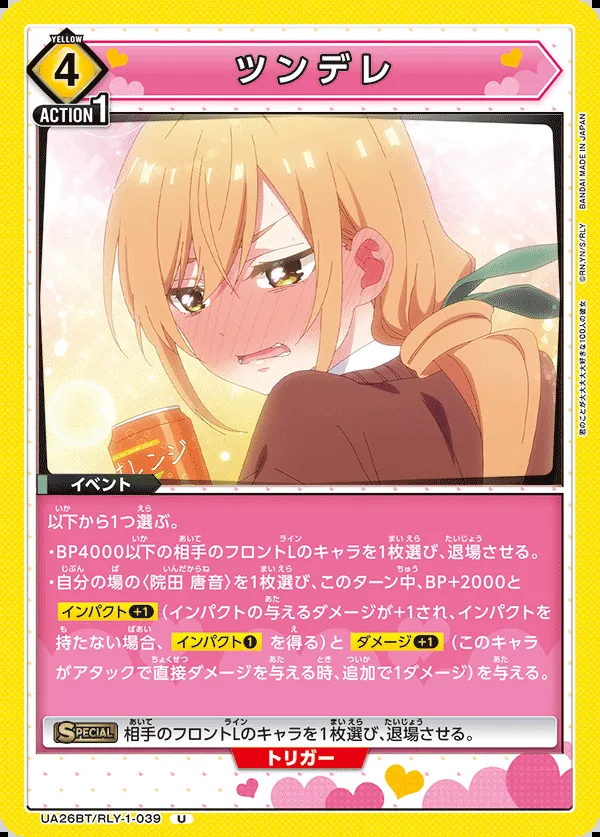 YELLOW
4
ACTION1
ツンデレ
オレンジ
イベント
以下から1つ選ぶ。
・BP4000以下の相手のフロントLのキャラを1枚選び、退場させる。
・自分の場の〈院田 唐音〉を1枚選び、このターン中、BP+2000と
インパクト+1（インパクトの与えるダメージが+1され、インパクトを
持たない場合、インパクト1を得る）とダメージ+1（このキャラ
がアタックで直接ダメージを与える時、追加で1ダメージ）を与える。
SPECIAL 相手のフロントLのキャラを1枚選び、退場させる。
トリガー
UA26BT/RLY-1-039 U
君のことが大大大大大好きな100人の彼女 ©RN,YN/S/RLY BANDAI MADE IN JAPAN